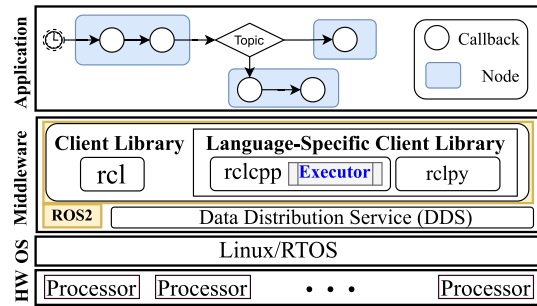 Application
Topic
Callback
Node
Middleware
Client Library
rcl
Language-Specific Client Library
rclcpp
Executor
rclpy
ROS2
Data Distribution Service (DDS)
OS
Linux/RTOS
HW
Processor
Processor
• • •
Processor